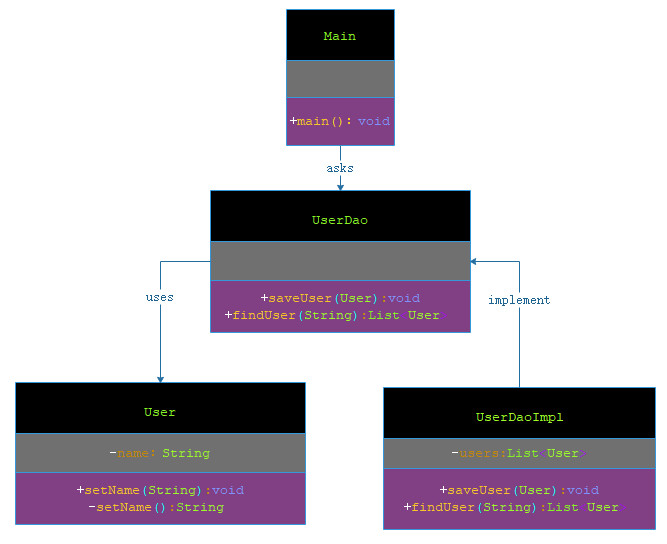 Main
+main(): void
asks
UserDao
+saveUser(User):void
+findUser(String):List User
uses
implement
User
-name: String
+setName(String):void
-setName():String
UserDaoImpl
-users:List User
+saveUser(User):void
+findUser(String):List User